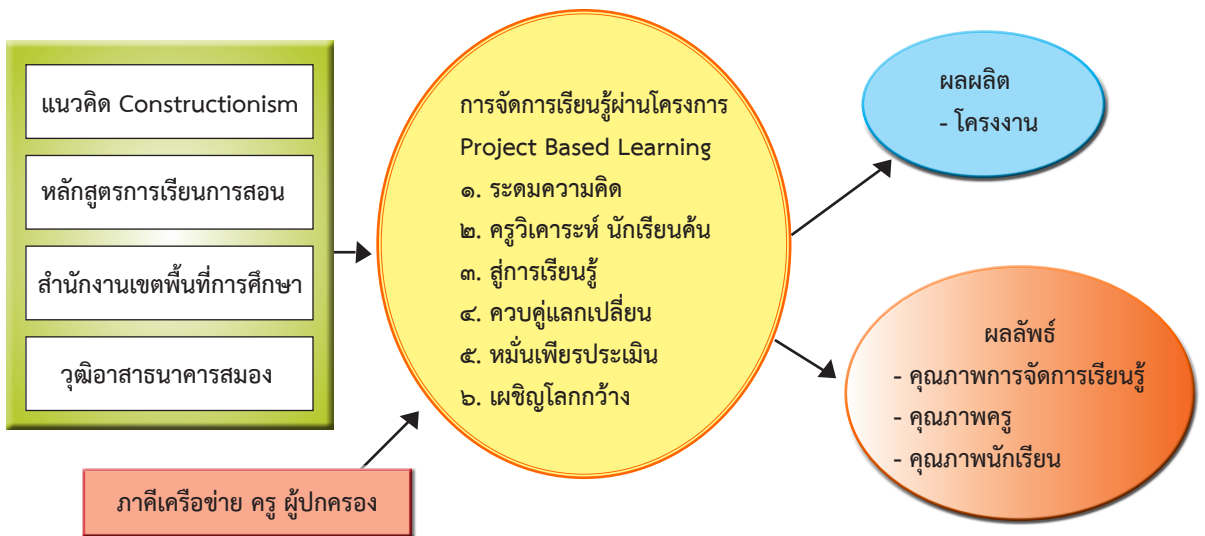 แนวคิด Constructionism
หลักสูตรการเรียนการสอน
สำนักงานเขตพื้นที่การศึกษา
วุฒิอาสาธนาคารสมอง
ภาคีเครือข่าย ครู ผู้ปกครอง
การจัดการเรียนรู้ผ่านโครงการ
Project Based Learning
๑. ระดมความคิด
๒. ครูวิเคาระห์ นักเรียนค้น
๓. สู่การเรียนรู้
๔. ควบคู่แลกเปลี่ยน
๕. หมั่นเพียรประเมิน
๖. เผชิญโลกกว้าง
ผลผลิต
- โครงงาน
ผลลัพธ์
- คุณภาพการจัดการเรียนรู้
- คุณภาพครู
- คุณภาพนักเรียน